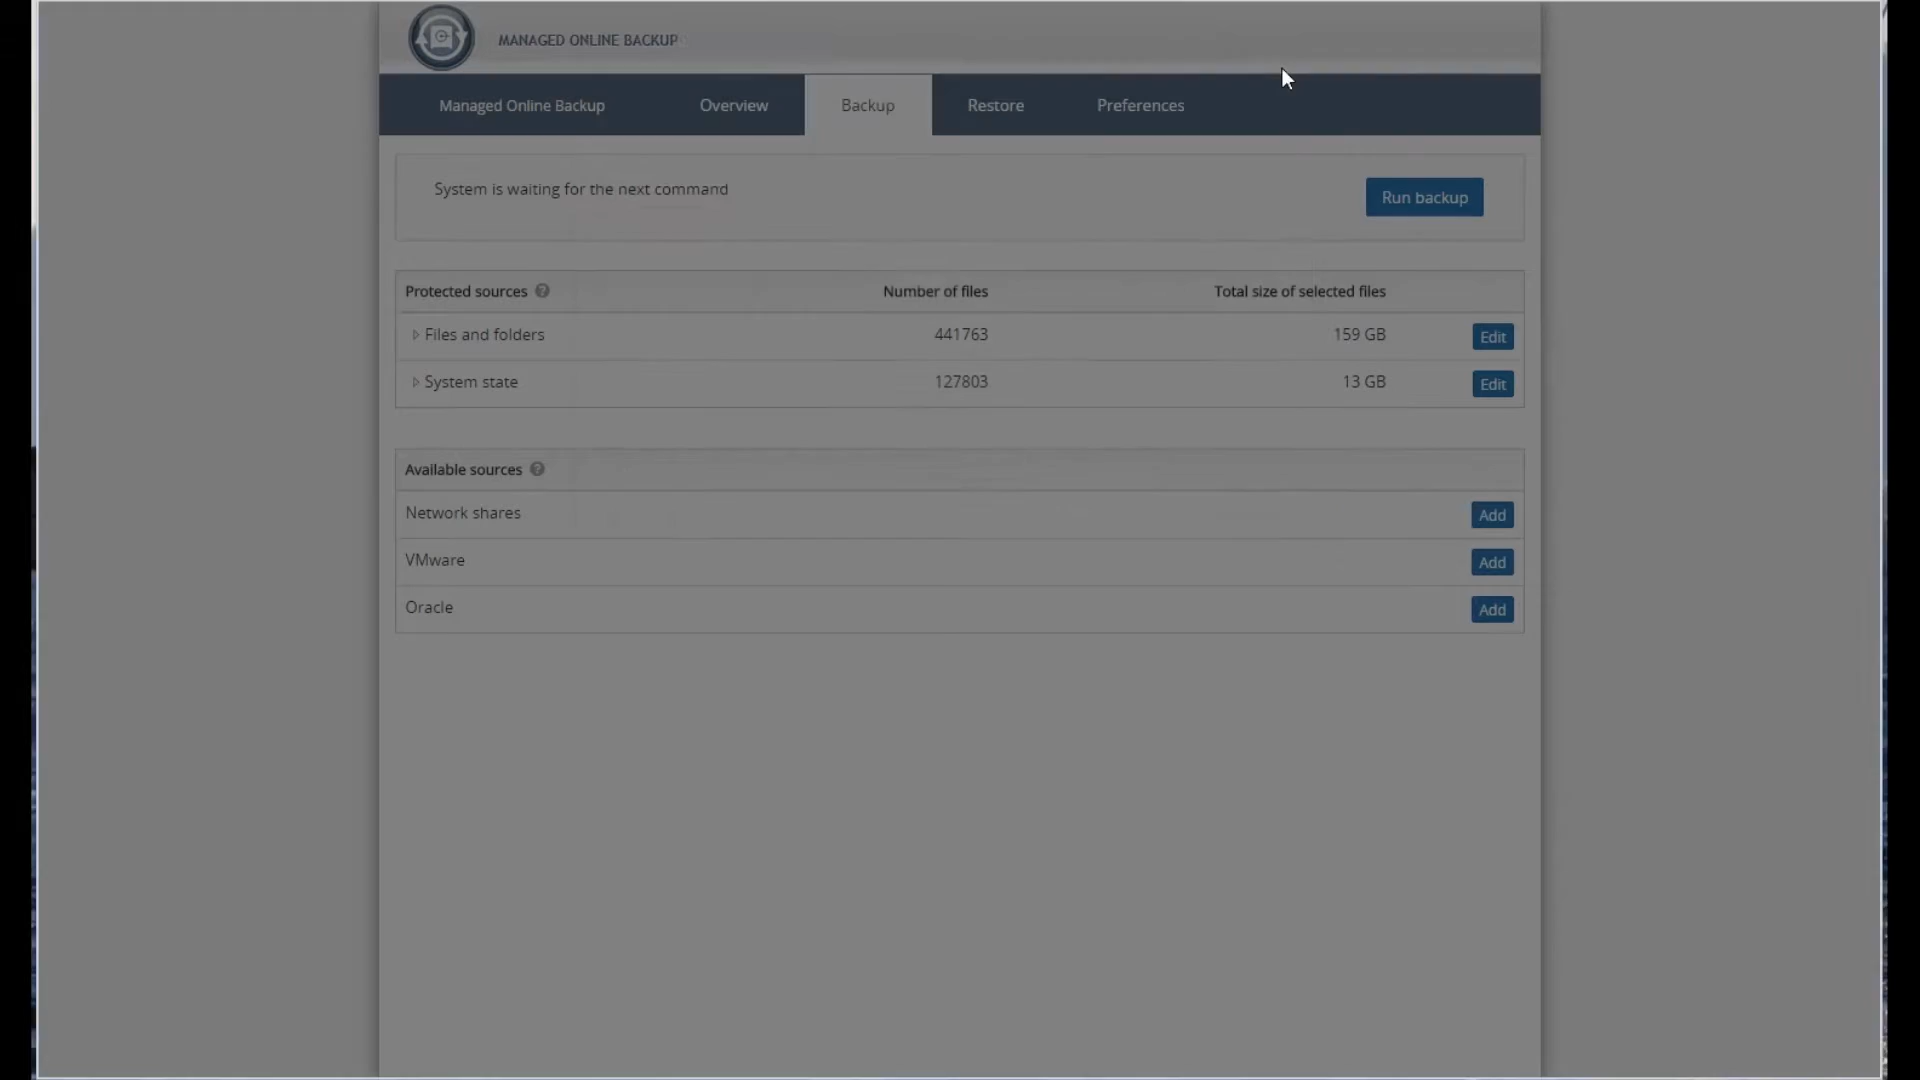 MANAGED ONLINE BACKUP
Managed Online Backup Overview Backup Restore Preferences
System is waiting for the next command Run backup
Protected sources ? Number of files Total size of selected files
Files and folders 441763 159 GB Edit
System state 127803 13 GB Edit
Available sources ?
Network shares Add
VMware Add
Oracle Add